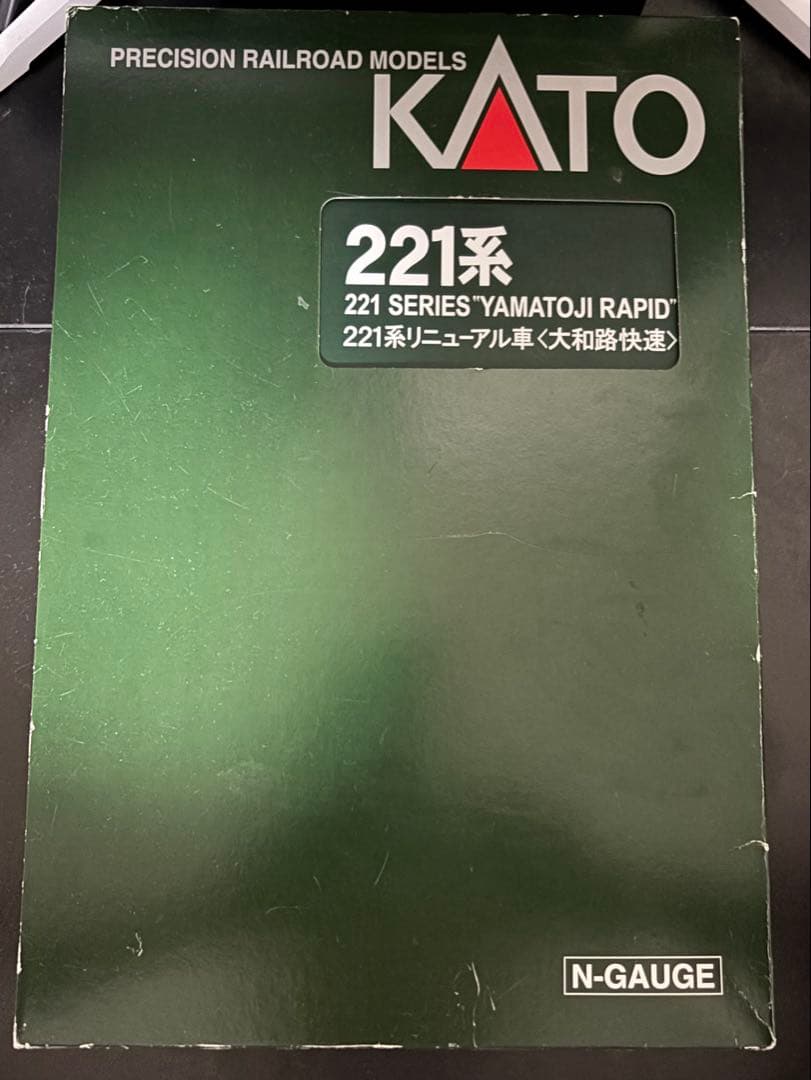 PRECISION RAILROAD MODELS
KATO
221系
221 SERIES "YAMATOJI RAPID"
221系リニューアル車〈大和路快速〉
N-GAUGE